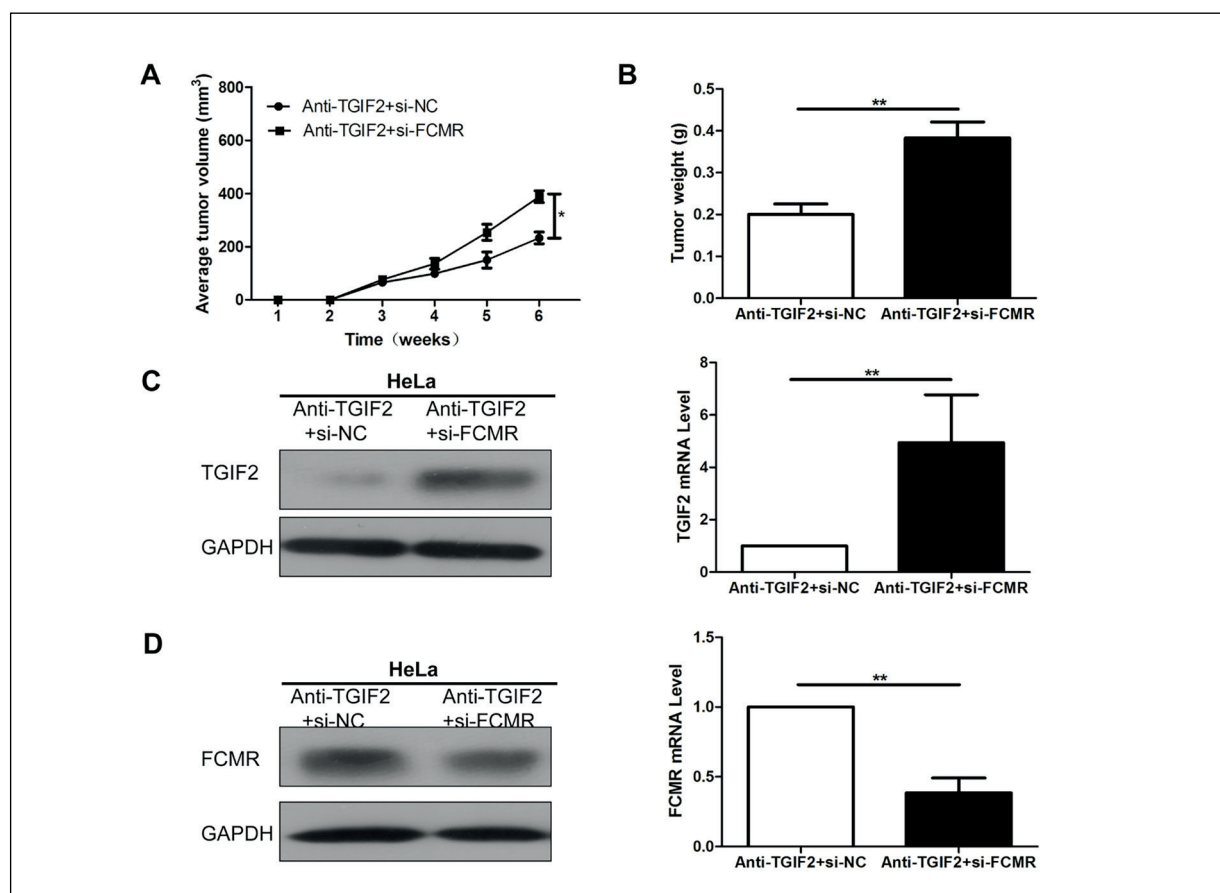 A
Average tumor volume (mm³)
800
600
400
200
0
Anti-TGIF2+si-NC
Anti-TGIF2+si-FCMR
*
1 2 3 4 5 6
Time（weeks）
B
Tumor weight (g)
0.5
0.4
0.3
0.2
0.1
0.0
**
Anti-TGIF2+si-NC Anti-TGIF2+si-FCMR
C
HeLa
Anti-TGIF2 Anti-TGIF2
+si-NC +si-FCMR
TGIF2
GAPDH
TGIF2 mRNA Level
8
6
4
2
0
**
Anti-TGIF2+si-NC Anti-TGIF2+si-FCMR
D
HeLa
Anti-TGIF2 Anti-TGIF2
+si-NC +si-FCMR
FCMR
GAPDH
FCMR mRNA Level
1.5
1.0
0.5
0.0
**
Anti-TGIF2+si-NC Anti-TGIF2+si-FCMR